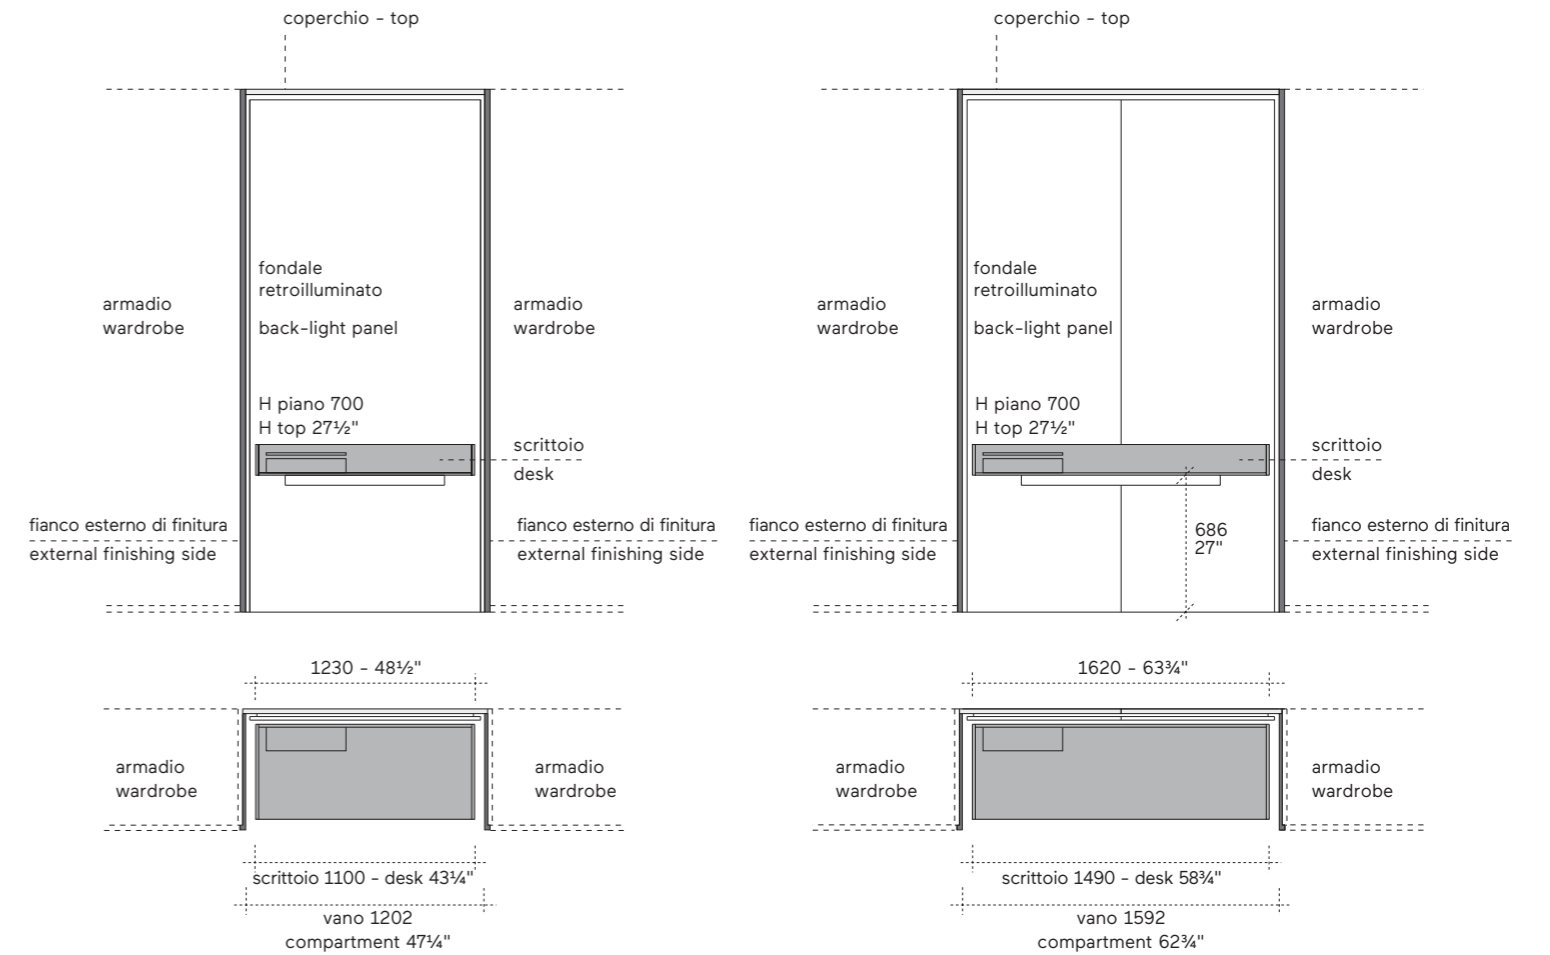 coperchio - top
coperchio - top
fondale
retroilluminato
back-light panel
armadio
wardrobe
armadio
wardrobe
H piano 700
H top 27½"
scrittoio
desk
fianco esterno di finitura
external finishing side
fianco esterno di finitura
external finishing side
fondale
retroilluminato
back-light panel
armadio
wardrobe
armadio
wardrobe
H piano 700
H top 27½"
scrittoio
desk
686
27"
fianco esterno di finitura
external finishing side
fianco esterno di finitura
external finishing side
1230 - 48½"
armadio
wardrobe
armadio
wardrobe
scrittoio 1100 - desk 43¼"
vano 1202
compartment 47¼"
1620 - 63¾"
armadio
wardrobe
armadio
wardrobe
scrittoio 1490 - desk 58¾"
vano 1592
compartment 62¾"